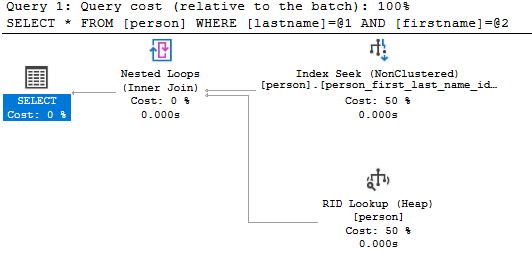 Query 1: Query cost (relative to the batch): 100%
SELECT * FROM [person] WHERE [lastname]=@1 AND [firstname]=@2
SELECT
Cost: 0 %
Nested Loops
(Inner Join)
Cost: 0 %
0.000s
Index Seek (NonClustered)
[person].[person_first_last_name_id…
Cost: 50 %
0.000s
RID Lookup (Heap)
[person]
Cost: 50 %
0.000s